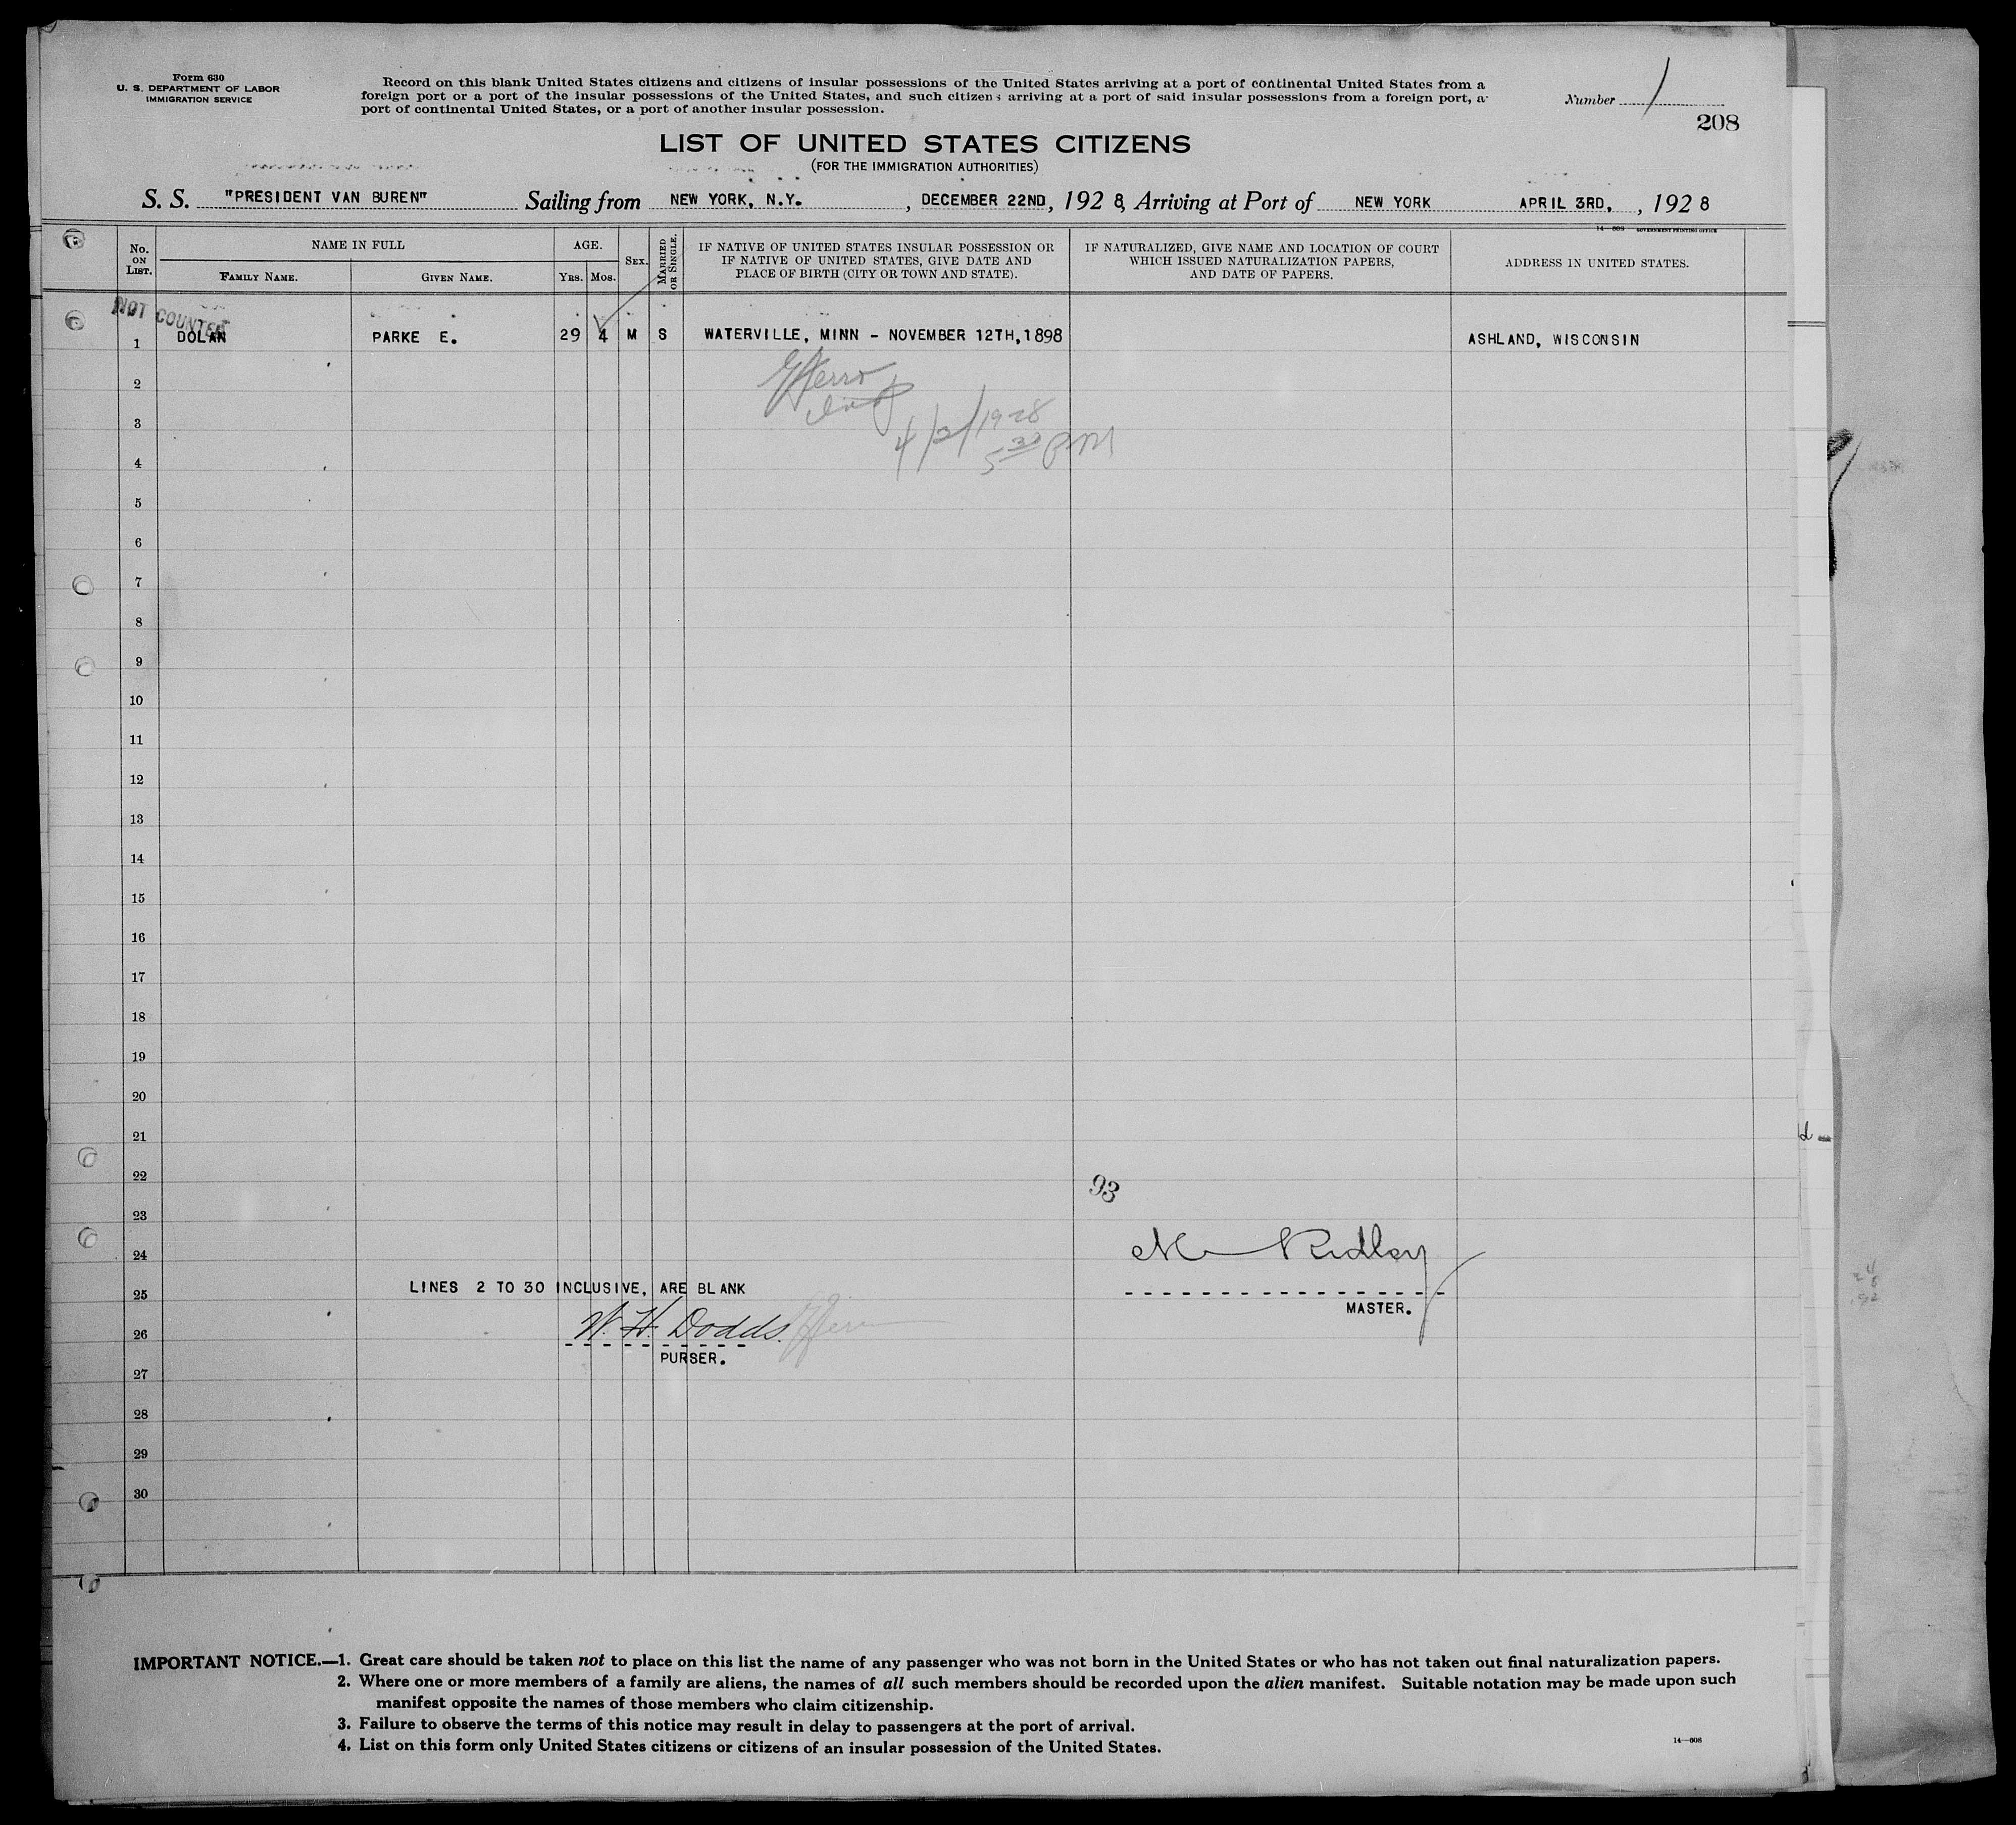 Form 630
U. S. DEPARTMENT OF LABOR
IMMIGRATION SERVICE
Record on this blank United States citizens and citizens of insular possessions of the United States arriving at a port of continental United States from a
foreign port or a port of the insular possessions of the United States, and such citizens arriving at a port of said insular possessions from a foreign port, a
port of continental United States, or a port of another insular possession.
Number 1
208
LIST OF UNITED STATES CITIZENS
(FOR THE IMMIGRATION AUTHORITIES)
S. S. "PRESIDENT VAN BUREN" Sailing from NEW YORK, N.Y. , DECEMBER 22ND, 1928, Arriving at Port of NEW YORK APRIL 3RD, , 1928
14—608 GOVERNMENT PRINTING OFFICE
No. ON LIST.
NAME IN FULL
FAMILY NAME.
GIVEN NAME.
AGE.
YRS.
MOS.
SEX.
MARRIED OR SINGLE.
IF NATIVE OF UNITED STATES INSULAR POSSESSION OR
IF NATIVE OF UNITED STATES, GIVE DATE AND
PLACE OF BIRTH (CITY OR TOWN AND STATE).
IF NATURALIZED, GIVE NAME AND LOCATION OF COURT
WHICH ISSUED NATURALIZATION PAPERS,
AND DATE OF PAPERS.
ADDRESS IN UNITED STATES.
NOT COUNTED
1 DOLAN PARKE E. 29 4 M S WATERVILLE, MINN - NOVEMBER 12TH,1898 ASHLAND, WISCONSIN
2
3
4/2/1928
4
5 30 PM
5
6
7
8
9
10
11
12
13
14
15
16
17
18
19
20
21
22
93
23
24
Ridley
25
LINES 2 TO 30 INCLUSIVE, ARE BLANK
MASTER.
26
W. H. Dodds.
PURSER.
27
28
29
30
IMPORTANT NOTICE.—1. Great care should be taken not to place on this list the name of any passenger who was not born in the United States or who has not taken out final naturalization papers.
2. Where one or more members of a family are aliens, the names of all such members should be recorded upon the alien manifest. Suitable notation may be made upon such
manifest opposite the names of those members who claim citizenship.
3. Failure to observe the terms of this notice may result in delay to passengers at the port of arrival.
4. List on this form only United States citizens or citizens of an insular possession of the United States.
14—608